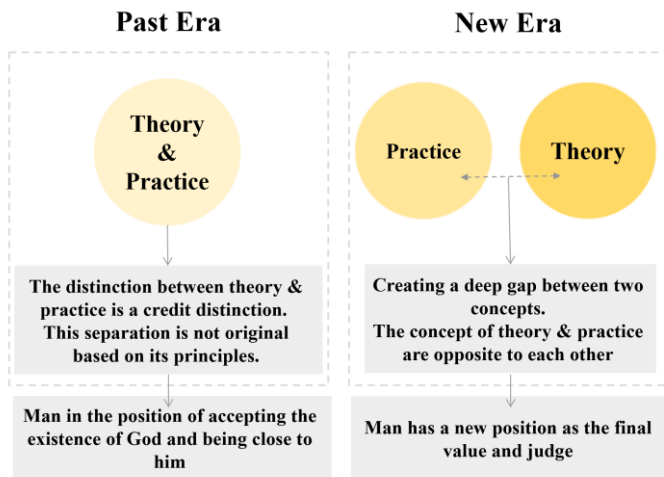 Past Era
Theory
&
Practice
The distinction between theory &
practice is a credit distinction.
This separation is not original
based on its principles.
Man in the position of accepting the
existence of God and being close to
him
New Era
Practice
Theory
Creating a deep gap between two
concepts.
The concept of theory & practice
are opposite to each other
Man has a new position as the final
value and judge